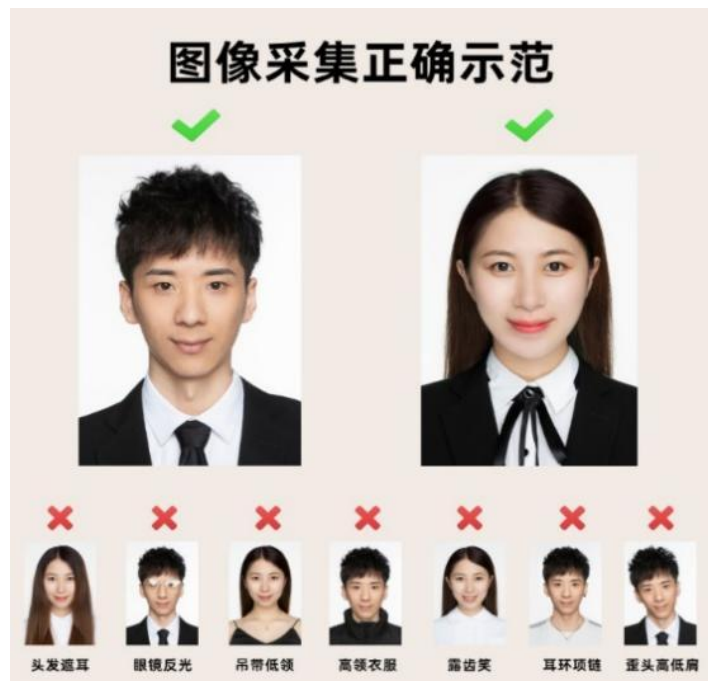 图像采集正确示范
头发遮耳
眼镜反光
吊带低领
高领衣服
露齿笑
耳环项链
歪头高低肩